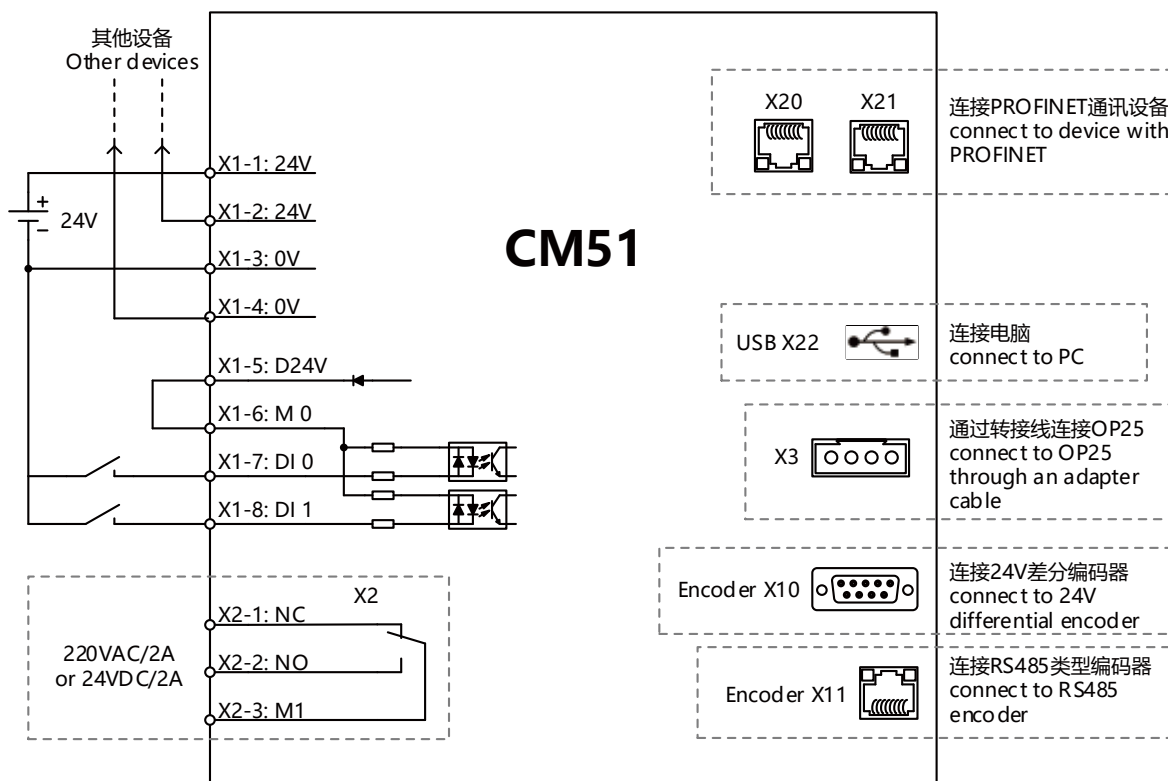 其他设备
Other devices
X1-1: 24V
+
24V
−
X1-2: 24V
X1-3: 0V
X1-4: 0V
X1-5: D24V
X1-6: M 0
X1-7: DI 0
X1-8: DI 1
X2
X2-1: NC
220VAC/2A
or 24VDC/2A
X2-2: NO
X2-3: M1
CM51
X20
X21
连接PROFINET通讯设备
connect to device with
PROFINET
USB X22
连接电脑
connect to PC
X3
通过转接线连接OP25
connect to OP25
through an adapter
cable
Encoder X10
连接24V差分编码器
connect to 24V
differential encoder
Encoder X11
连接RS485类型编码器
connect to RS485
encoder